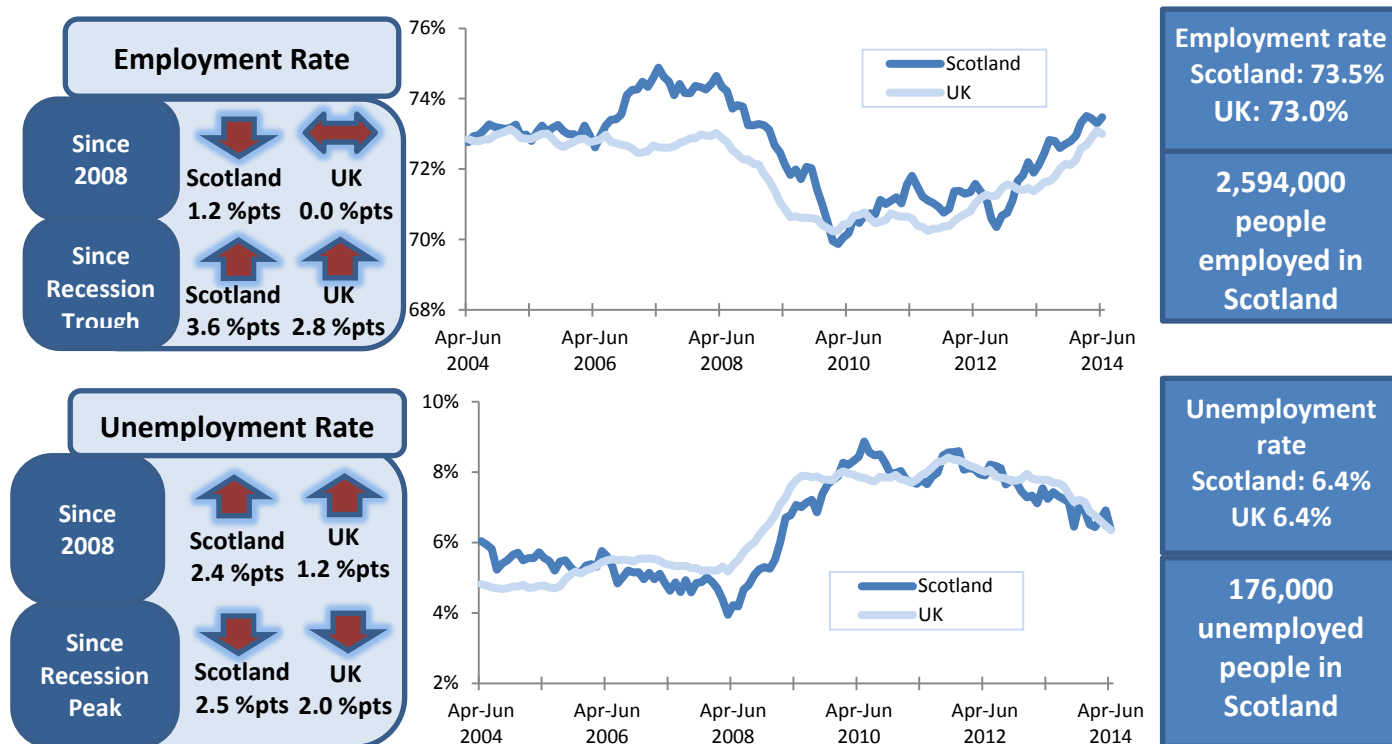 Employment Rate
Since
2008
Scotland
1.2 %pts
UK
0.0 %pts
Since
Recession
Trough
Scotland
3.6 %pts
UK
2.8 %pts
76%
74%
72%
70%
68%
Scotland
UK
Apr-Jun
2004
Apr-Jun
2006
Apr-Jun
2008
Apr-Jun
2010
Apr-Jun
2012
Apr-Jun
2014
Employment rate
Scotland: 73.5%
UK: 73.0%
2,594,000
people
employed in
Scotland
Unemployment Rate
Since
2008
Scotland
2.4 %pts
UK
1.2 %pts
Since
Recession
Peak
Scotland
2.5 %pts
UK
2.0 %pts
10%
8%
6%
4%
2%
Scotland
UK
Apr-Jun
2004
Apr-Jun
2006
Apr-Jun
2008
Apr-Jun
2010
Apr-Jun
2012
Apr-Jun
2014
Unemployment
rate
Scotland: 6.4%
UK 6.4%
176,000
unemployed
people in
Scotland